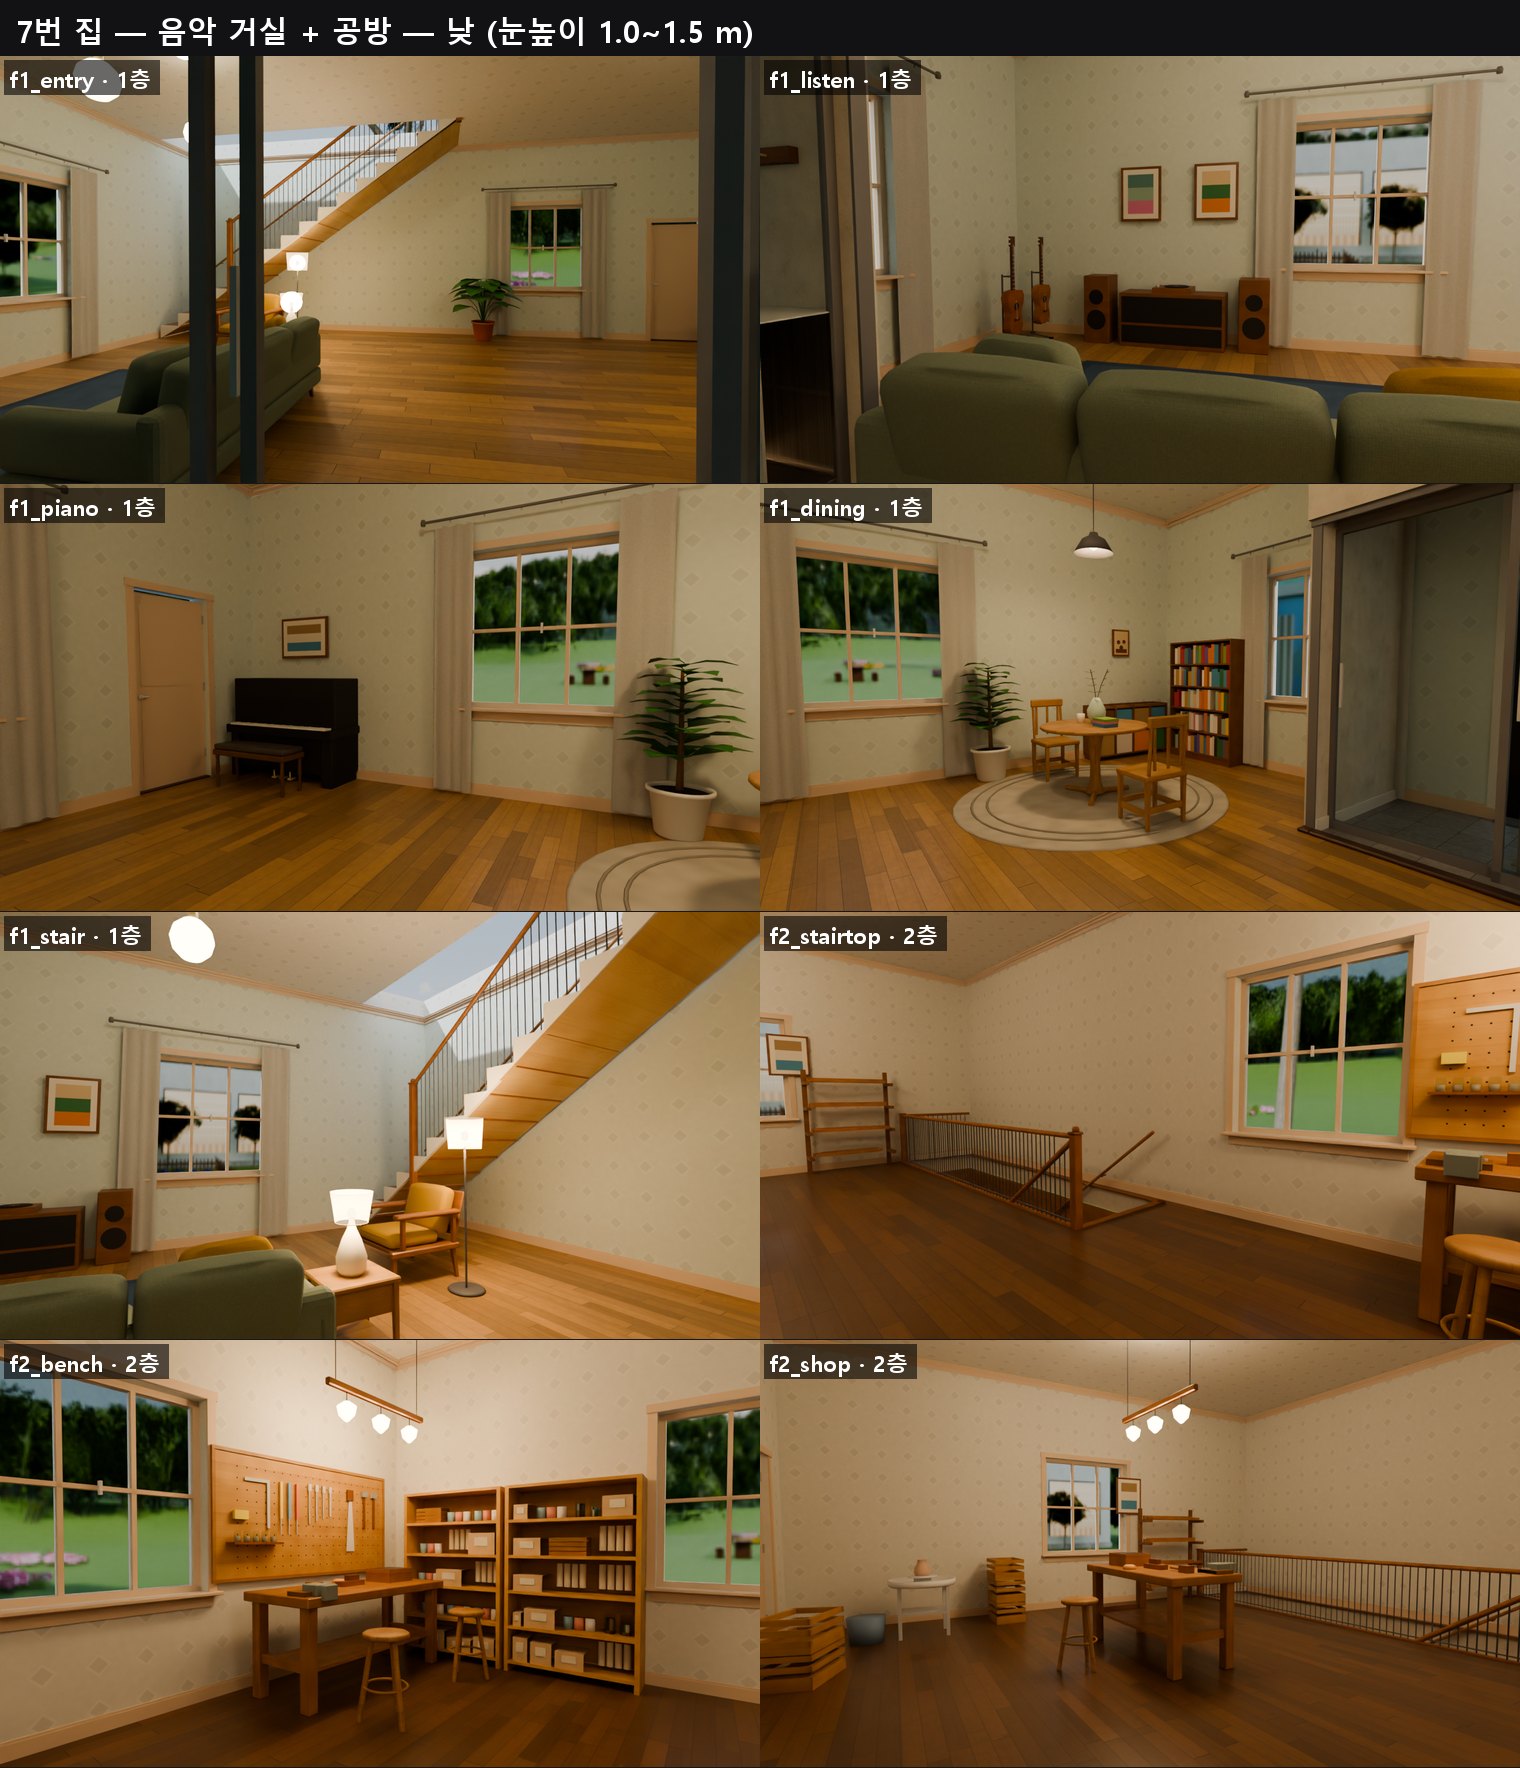 7번 집 — 음악 거실 + 공방 — 낮 (눈높이 1.0~1.5 m)
f1_entry · 1층
f1_listen · 1층
f1_piano · 1층
f1_dining · 1층
f1_stair · 1층
f2_stairtop · 2층
f2_bench · 2층
f2_shop · 2층